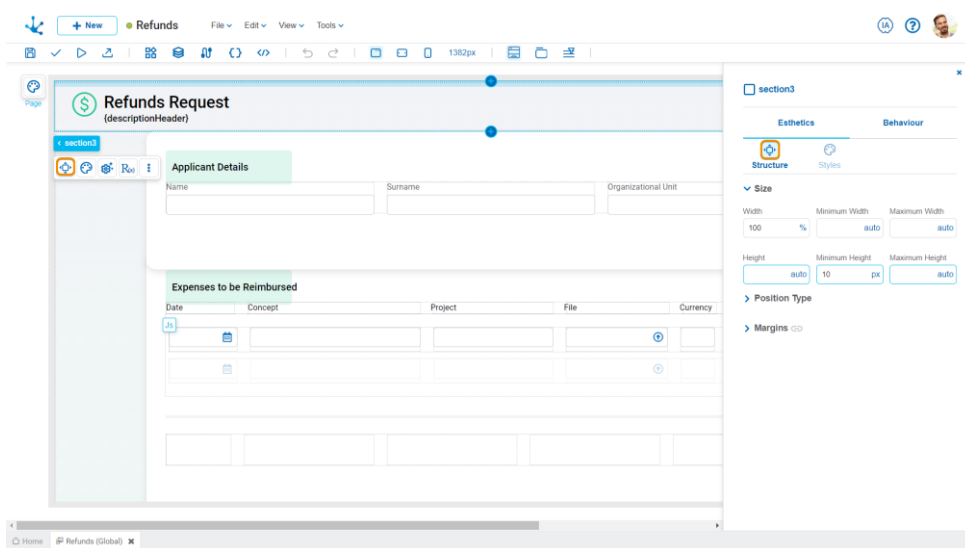 New
Refunds
File
Edit
View
Tools
IA
?
1382px
Page
$
Refunds Request
{descriptionHeader}
section3
Applicant Details
Name
Surname
Organizational Unit
Expenses to be Reimbursed
Date
Concept
Project
File
Currency
Js
section3
Esthetics
Behaviour
Structure
Styles
Size
Width
Minimum Width
Maximum Width
100 %
auto
auto
Height
Minimum Height
Maximum Height
auto
10 px
auto
Position Type
Margins
Home
Refunds (Global)